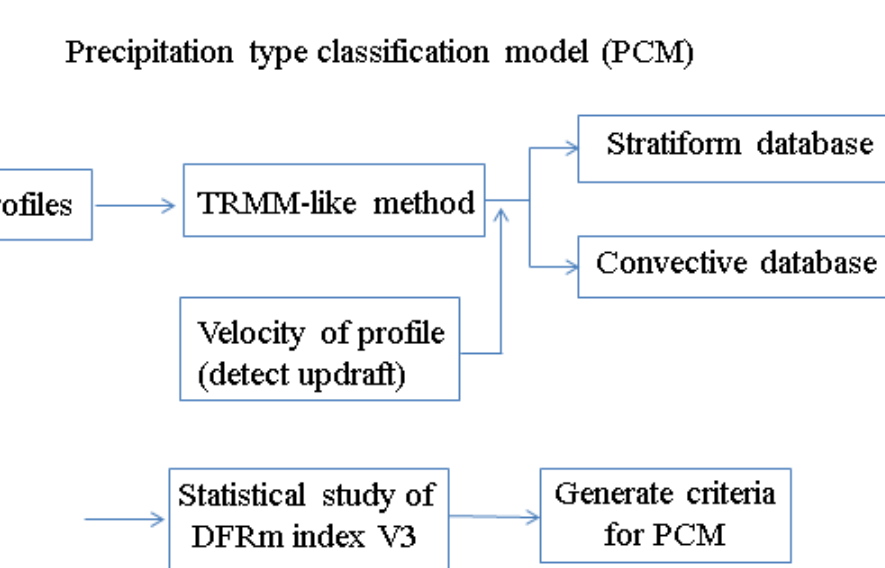 Precipitation type classification model (PCM)
Stratiform database
rofiles
TRMM-like method
Convective database
Velocity of profile
(detect updraft)
Statistical study of
DFRm index V3
Generate criteria
for PCM